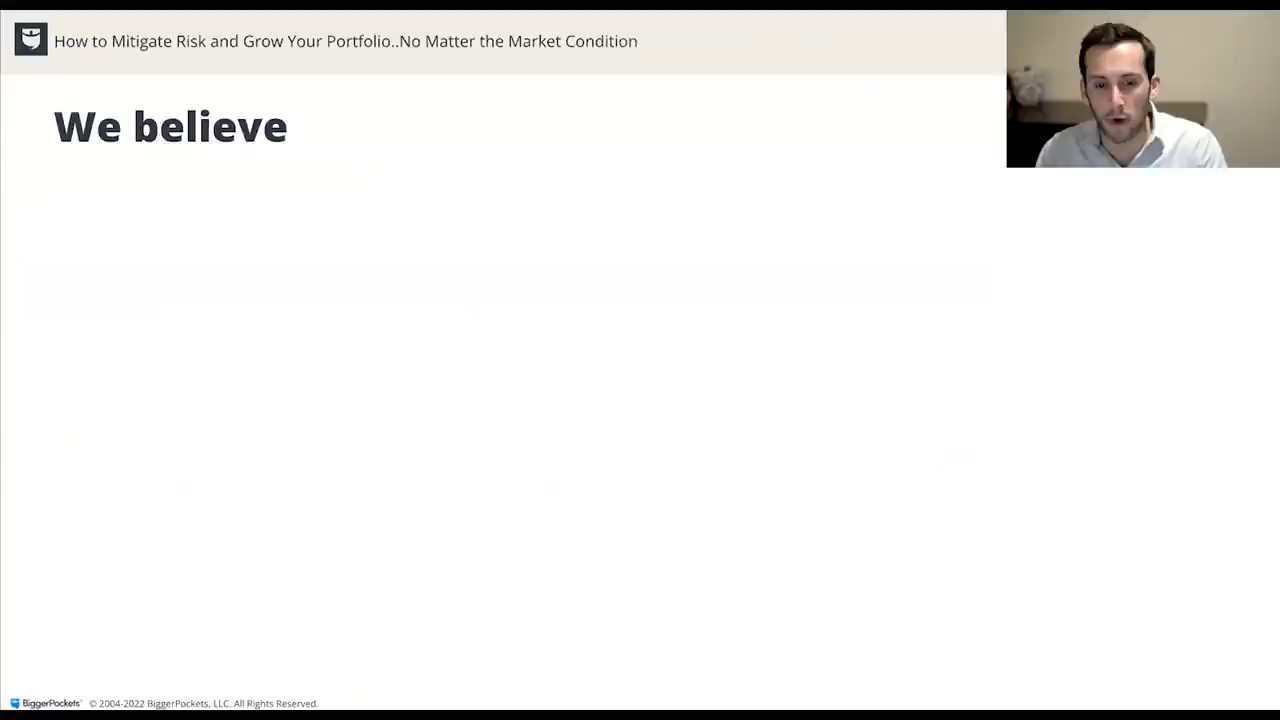 How to Mitigate Risk and Grow Your Portfolio..No Matter the Market Condition
We believe
BiggerPockets © 2004-2022 BiggerPockets, LLC. All Rights Reserved.